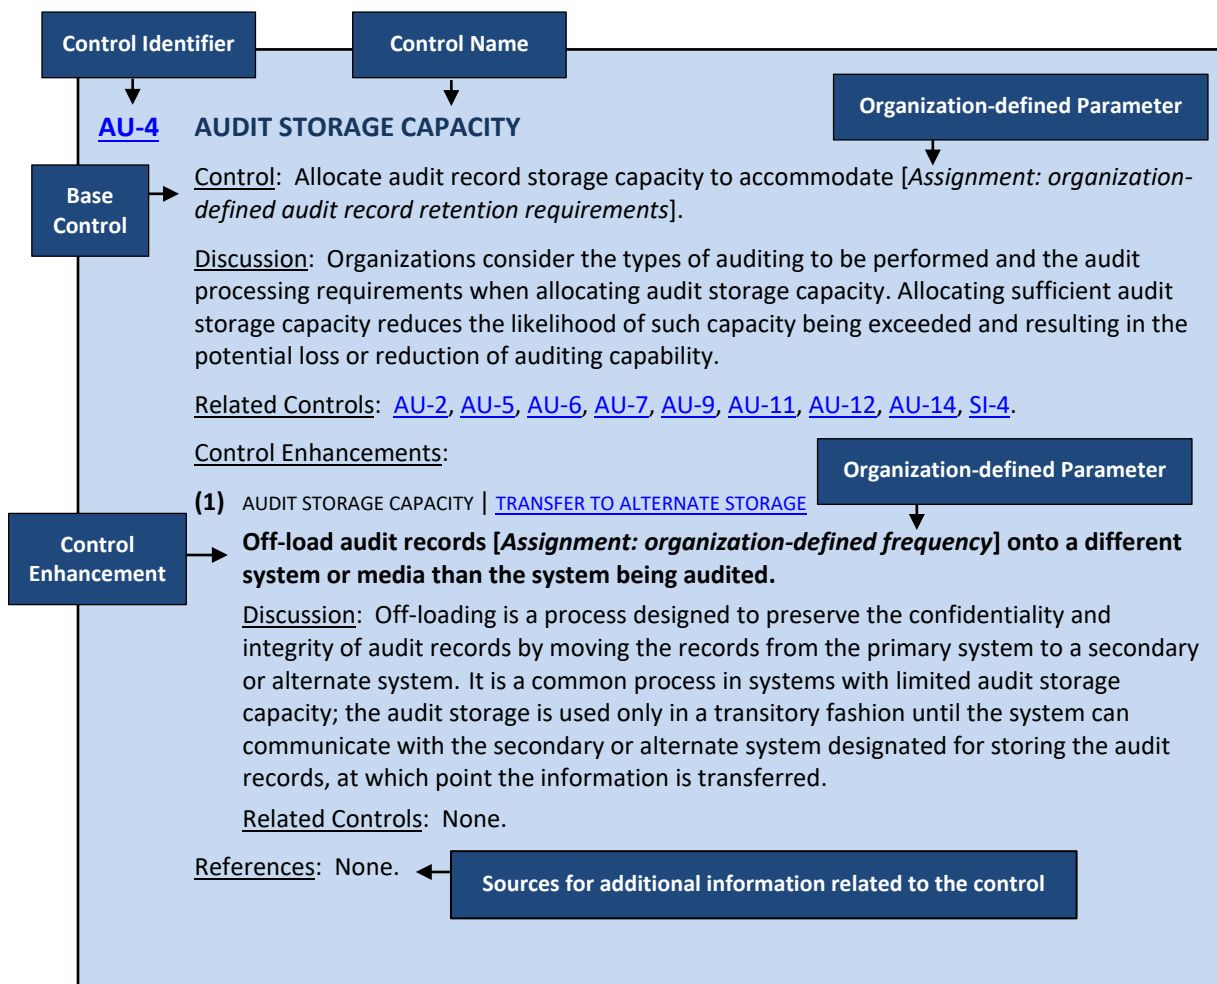 Control Identifier
Control Name
Organization-defined Parameter
AU-4 AUDIT STORAGE CAPACITY
Base
Control
Control: Allocate audit record storage capacity to accommodate [Assignment: organization-
defined audit record retention requirements].
Discussion: Organizations consider the types of auditing to be performed and the audit
processing requirements when allocating audit storage capacity. Allocating sufficient audit
storage capacity reduces the likelihood of such capacity being exceeded and resulting in the
potential loss or reduction of auditing capability.
Related Controls: AU-2, AU-5, AU-6, AU-7, AU-9, AU-11, AU-12, AU-14, SI-4.
Control Enhancements:
Organization-defined Parameter
(1) AUDIT STORAGE CAPACITY | TRANSFER TO ALTERNATE STORAGE
Control
Enhancement
Off-load audit records [Assignment: organization-defined frequency] onto a different
system or media than the system being audited.
Discussion: Off-loading is a process designed to preserve the confidentiality and
integrity of audit records by moving the records from the primary system to a secondary
or alternate system. It is a common process in systems with limited audit storage
capacity; the audit storage is used only in a transitory fashion until the system can
communicate with the secondary or alternate system designated for storing the audit
records, at which point the information is transferred.
Related Controls: None.
References: None.
Sources for additional information related to the control